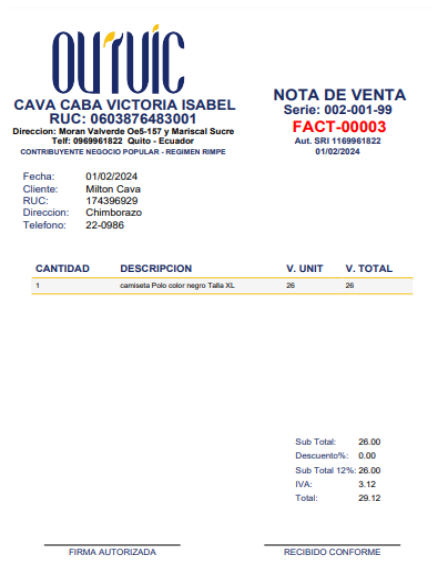 OUTUIC
CAVA CABA VICTORIA ISABEL
RUC: 0603876483001
Direccion: Moran Valverde Oe5-157 y Mariscal Sucre
Telf: 0969961822 Quito - Ecuador
CONTRIBUYENTE NEGOCIO POPULAR - REGIMEN RIMPE
NOTA DE VENTA
Serie: 002-001-99
FACT-00003
Aut. SRI 1169961822
01/02/2024
Fecha: 01/02/2024
Cliente: Milton Cava
RUC: 174396929
Direccion: Chimborazo
Telefono: 22-0986
CANTIDAD DESCRIPCION V. UNIT V. TOTAL
1 camiseta Polo color negro Talla XL 26 26
Sub Total: 26.00
Descuento%: 0.00
Sub Total 12%: 26.00
IVA: 3.12
Total: 29.12
FIRMA AUTORIZADA RECIBIDO CONFORME